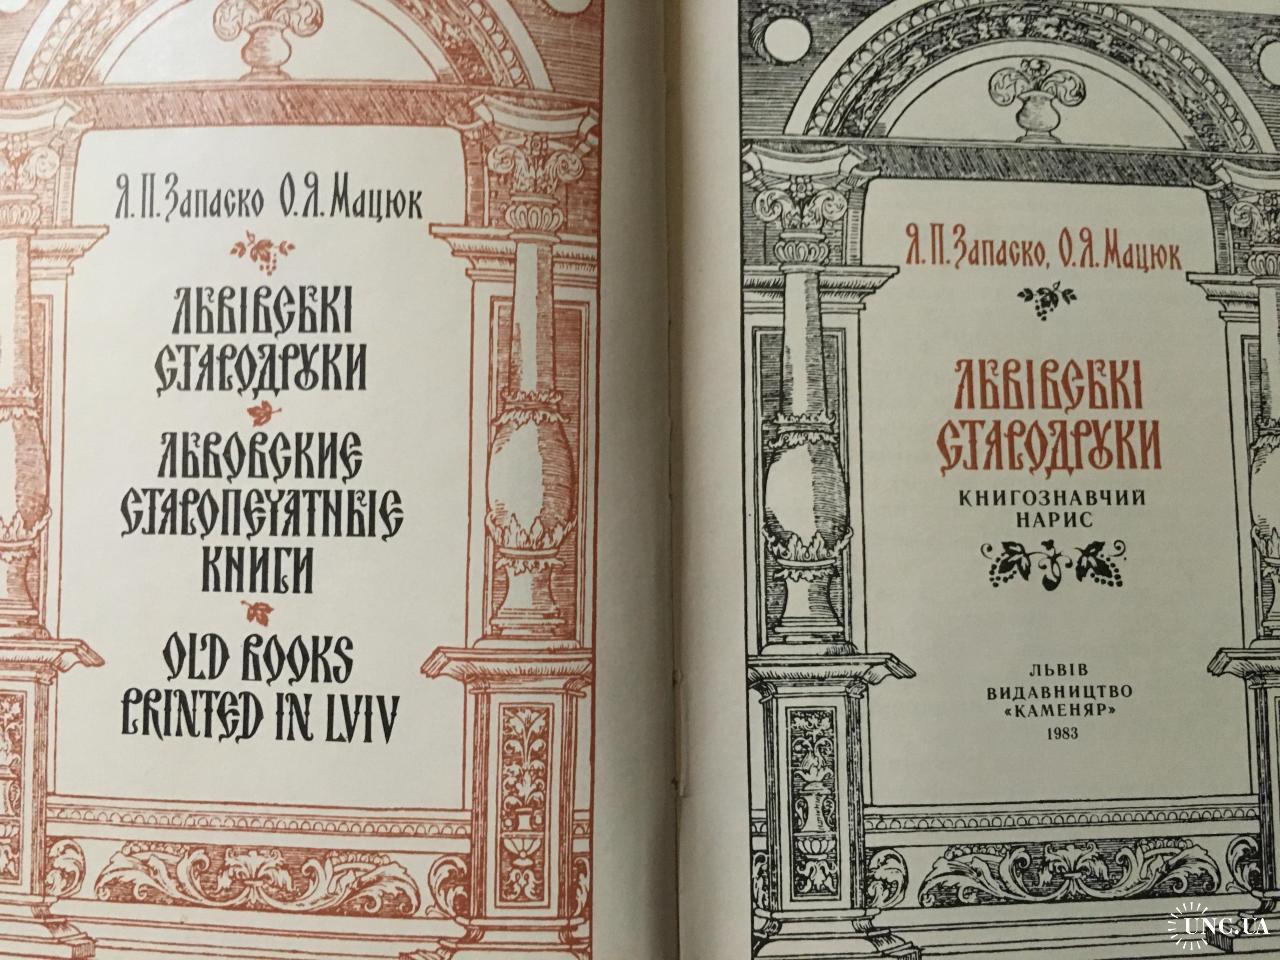 Я.П.Запаско О.Я.Мацюк
ЛЬВІВСЬКІ
СТАРОДРУКИ
ЛЬВОВСКИЕ
СТАРОПЕЧАТНЫЕ
КНИГИ
OLD BOOKS
PRINTED IN LVIV
Я.П.Запаско, О.Я.Мацюк
ЛЬВІВСЬКІ
СТАРОДРУКИ
КНИГОЗНАВЧИЙ
НАРИС
ЛЬВІВ
ВИДАВНИЦТВО
«КАМЕНЯР»
1983
UNC.UA